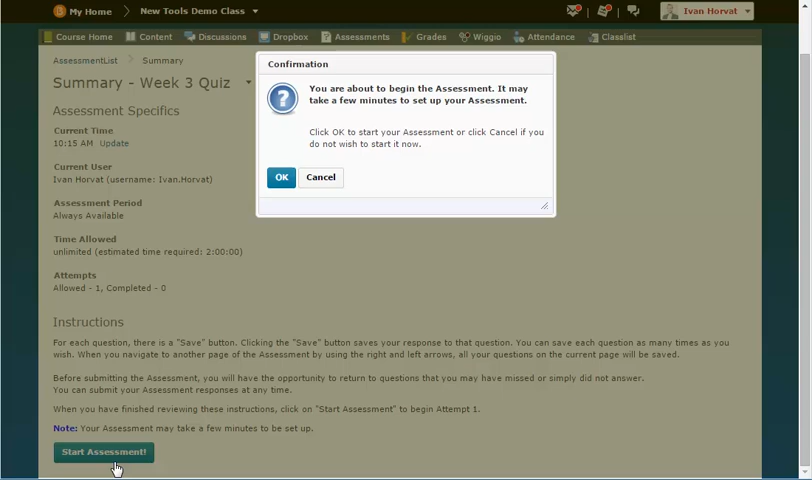 My Home
New Tools Demo Class
Ivan Horvat
Course Home
Content
Discussions
Dropbox
Assessments
Grades
Wiggio
Attendance
Classlist
AssessmentList
Summary
Summary - Week 3 Quiz
Confirmation
You are about to begin the Assessment. It may
take a few minutes to set up your Assessment.
Click OK to start your Assessment or click Cancel if you
do not wish to start it now.
OK
Cancel
Assessment Specifics
Current Time
10:15 AM Update
Current User
Ivan Horvat (username: Ivan.Horvat)
Assessment Period
Always Available
Time Allowed
unlimited (estimated time required: 2:00:00)
Attempts
Allowed - 1, Completed - 0
Instructions
For each question, there is a "Save" button. Clicking the "Save" button saves your response to that question. You can save each question as many times as you
wish. When you navigate to another page of the Assessment by using the right and left arrows, all your questions on the current page will be saved.
Before submitting the Assessment, you will have the opportunity to return to questions that you may have missed or simply did not answer.
You can submit your Assessment responses at any time.
When you have finished reviewing these instructions, click on "Start Assessment" to begin Attempt 1.
Note: Your Assessment may take a few minutes to be set up.
Start Assessment!